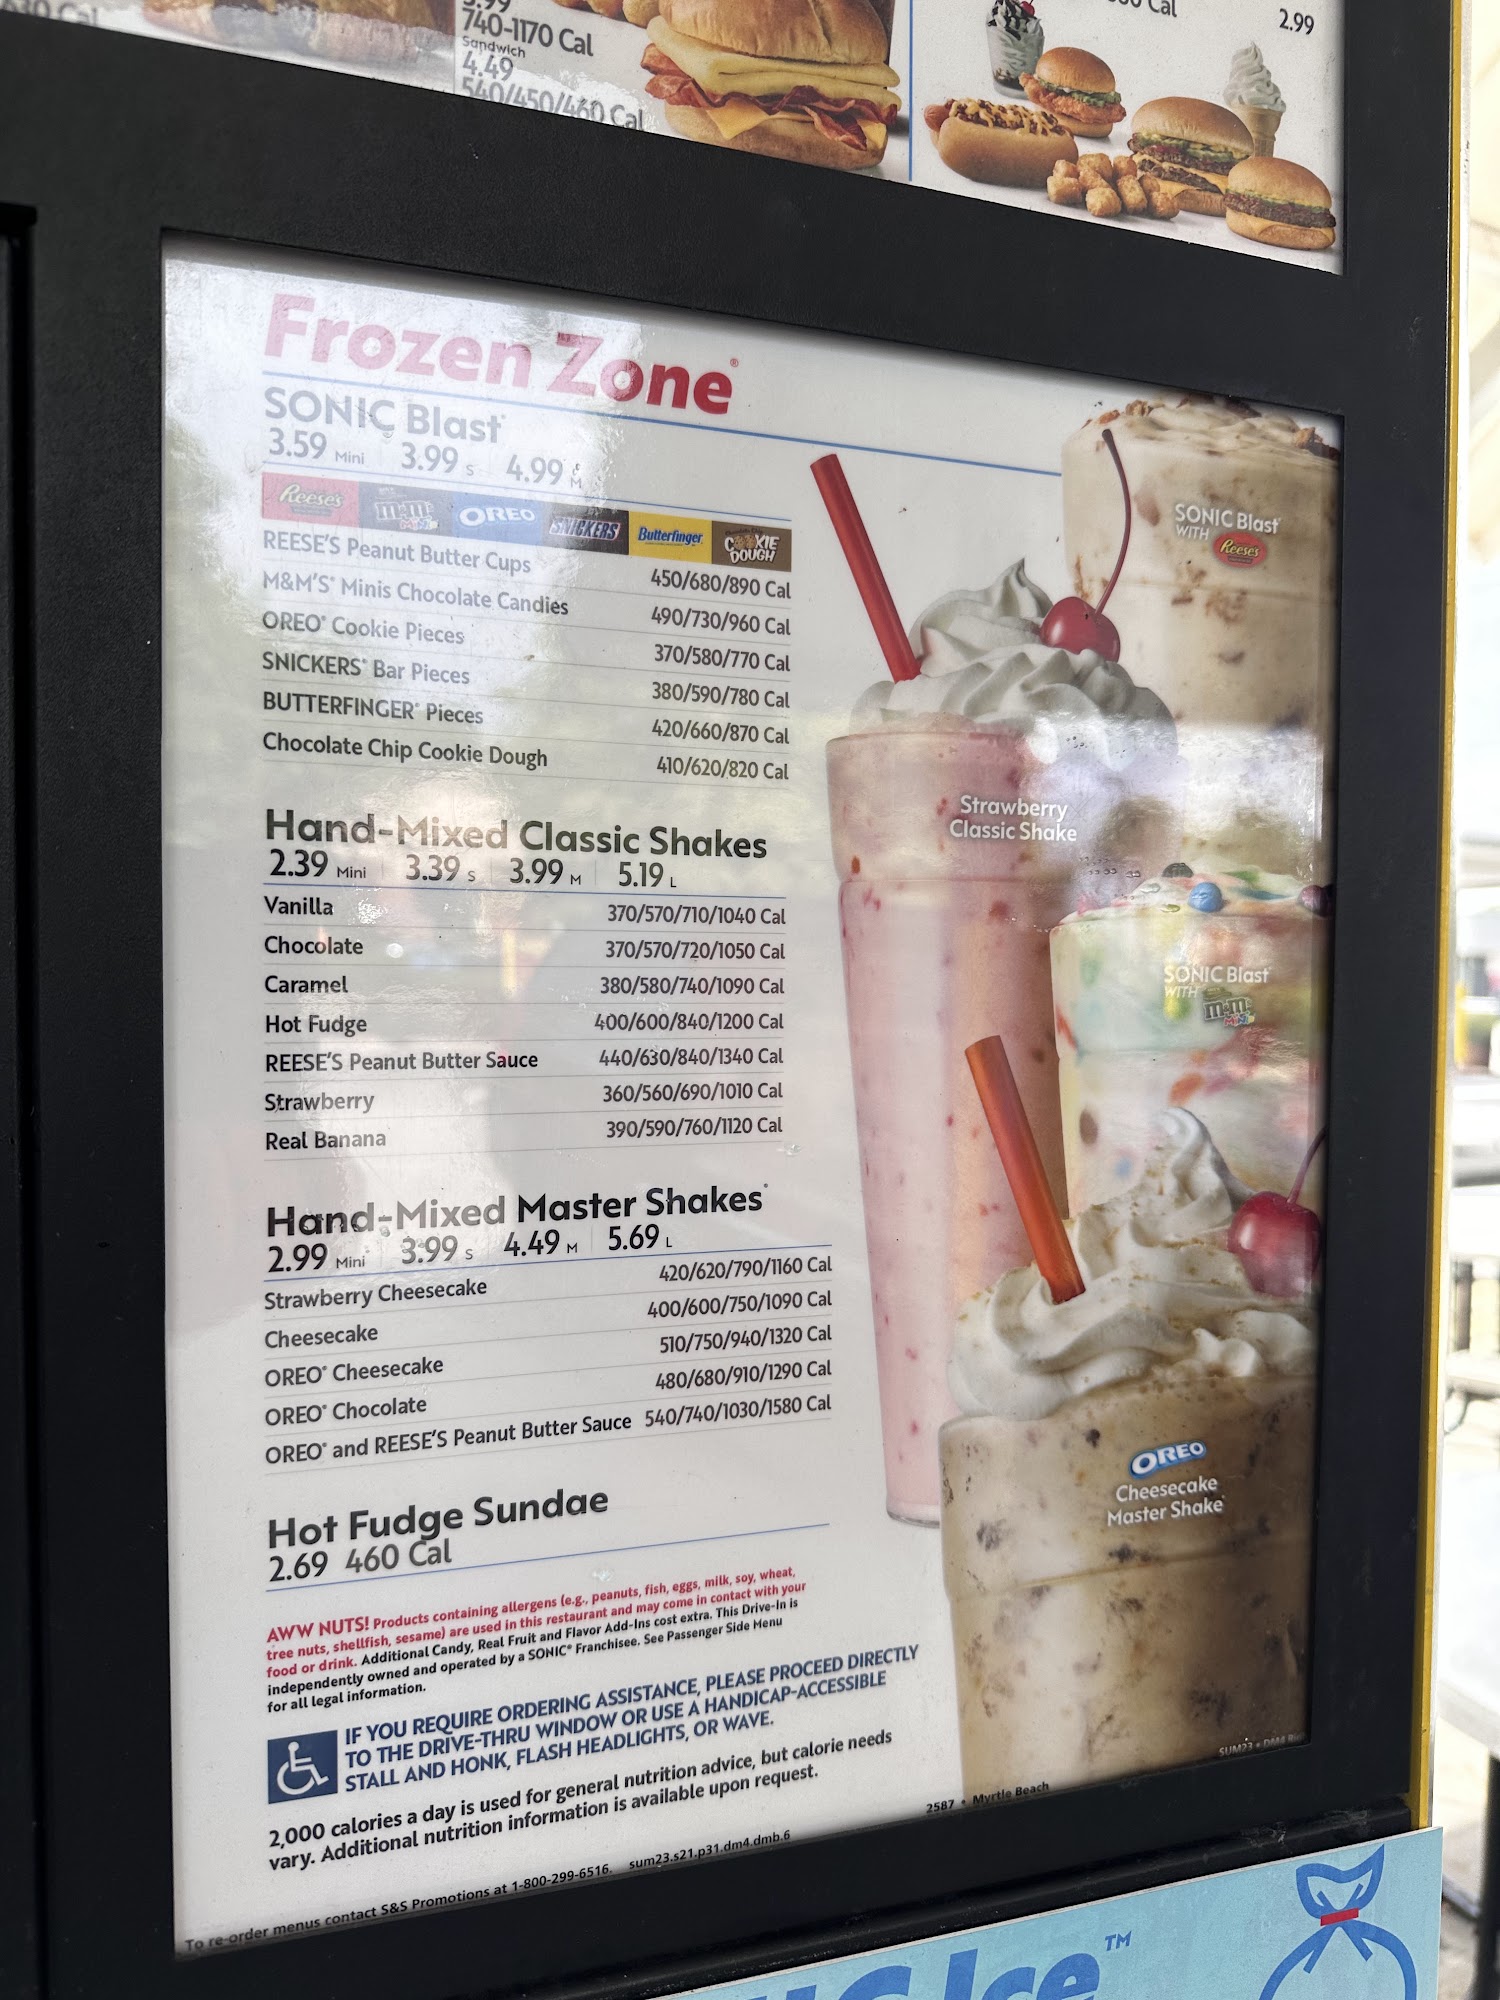 740-1170 Cal
Sandwich
4.49
540/450/460 Cal
Cal
2.99
Frozen Zone®
SONIC Blast®
3.59 Mini 3.99 S 4.99 M
Reese's m&m's MINIS OREO SNICKERS Butterfinger COOKIE DOUGH
REESE'S Peanut Butter Cups 450/680/890 Cal
M&M'S® Minis Chocolate Candies 490/730/960 Cal
OREO® Cookie Pieces 370/580/770 Cal
SNICKERS® Bar Pieces 380/590/780 Cal
BUTTERFINGER® Pieces 420/660/870 Cal
Chocolate Chip Cookie Dough 410/620/820 Cal
Hand-Mixed Classic Shakes
2.39 Mini 3.39 S 3.99 M 5.19 L
Vanilla 370/570/710/1040 Cal
Chocolate 370/570/720/1050 Cal
Caramel 380/580/740/1090 Cal
Hot Fudge 400/600/840/1200 Cal
REESE'S Peanut Butter Sauce 440/630/840/1340 Cal
Strawberry 360/560/690/1010 Cal
Real Banana 390/590/760/1120 Cal
Hand-Mixed Master Shakes®
2.99 Mini 3.99 S 4.49 M 5.69 L
Strawberry Cheesecake 420/620/790/1160 Cal
Cheesecake 400/600/750/1090 Cal
OREO® Cheesecake 510/750/940/1320 Cal
OREO® Chocolate 480/680/910/1290 Cal
OREO® and REESE'S Peanut Butter Sauce 540/740/1030/1580 Cal
Hot Fudge Sundae
2.69 460 Cal
AWW NUTS! Products containing allergens (e.g., peanuts, fish, eggs, milk, soy, wheat,
tree nuts, shellfish, sesame) are used in this restaurant and may come in contact with your
food or drink. Additional Candy, Real Fruit and Flavor Add-Ins cost extra. This Drive-In is
independently owned and operated by a SONIC® Franchisee. See Passenger Side Menu
for all legal information.
IF YOU REQUIRE ORDERING ASSISTANCE, PLEASE PROCEED DIRECTLY
TO THE DRIVE-THRU WINDOW OR USE A HANDICAP-ACCESSIBLE
STALL AND HONK, FLASH HEADLIGHTS, OR WAVE.
2,000 calories a day is used for general nutrition advice, but calorie needs
vary. Additional nutrition information is available upon request.
To re-order menus contact S&S Promotions at 1-800-299-6516. sum23.s21.p31.dm4.dmb.6
2587 • Myrtle Beach
SONIC Blast®
WITH Reese's
Strawberry
Classic Shake
SONIC Blast®
WITH m&m's MINIS
OREO
Cheesecake
Master Shake®
SUM23 • DM4
Ice™